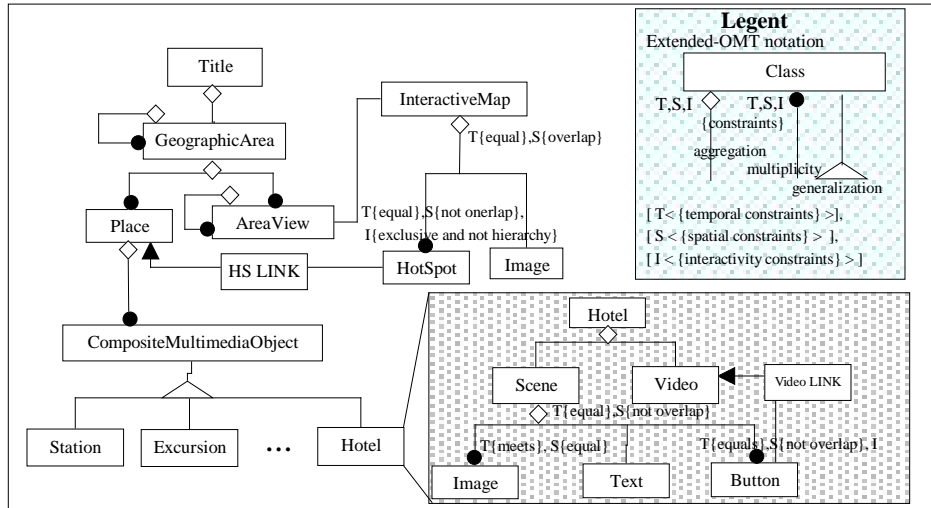 Legent
Extended-OMT notation
Class
T,S,I
T,S,I
{constraints}
aggregation
multiplicity
generalization
[ T< {temporal constraints} >],
[ S < {spatial constraints} > ],
[ I < {interactivity constraints} > ]
Title
InteractiveMap
T{equal},S{overlap}
GeographicArea
Place
AreaView
T{equal},S{not onerlap},
I{exclusive and not hierarchy}
HS LINK
HotSpot
Image
CompositeMultimediaObject
Station
Excursion
...
Hotel
Hotel
Scene
Video
Video LINK
T{equal},S{not overlap}
T{meets}, S{equal}
T{equals},S{not overlap}, I
Image
Text
Button